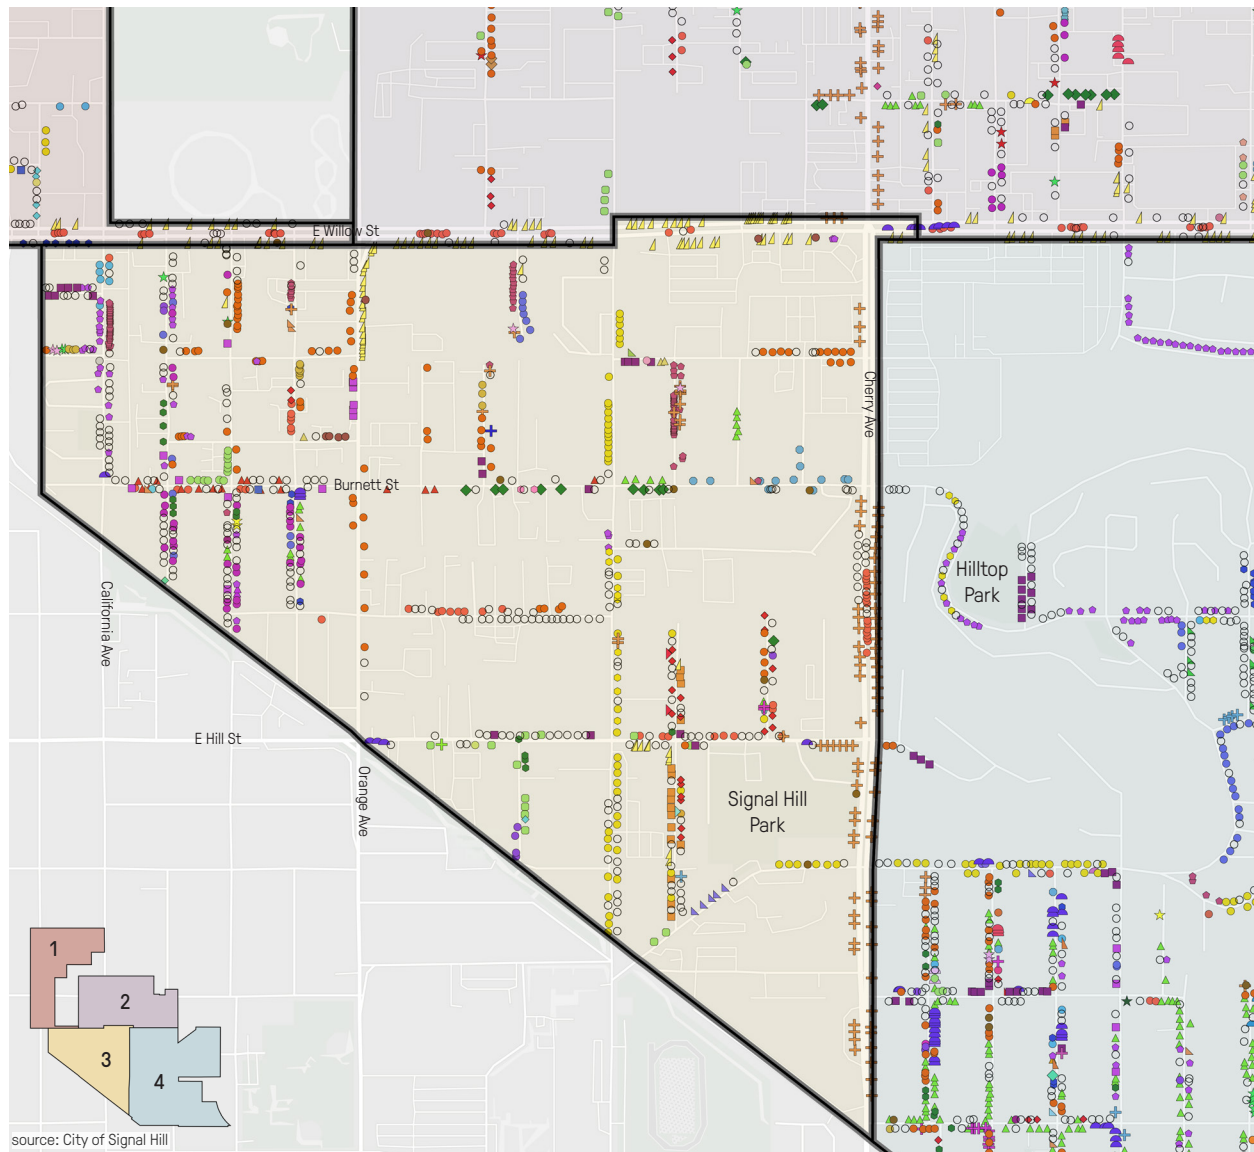 E Willow St
Cherry Ave
Burnett St
Hilltop
Park
California Ave
E Hill St
Orange Ave
Signal Hill
Park
1
2
3
4
source: City of Signal Hill